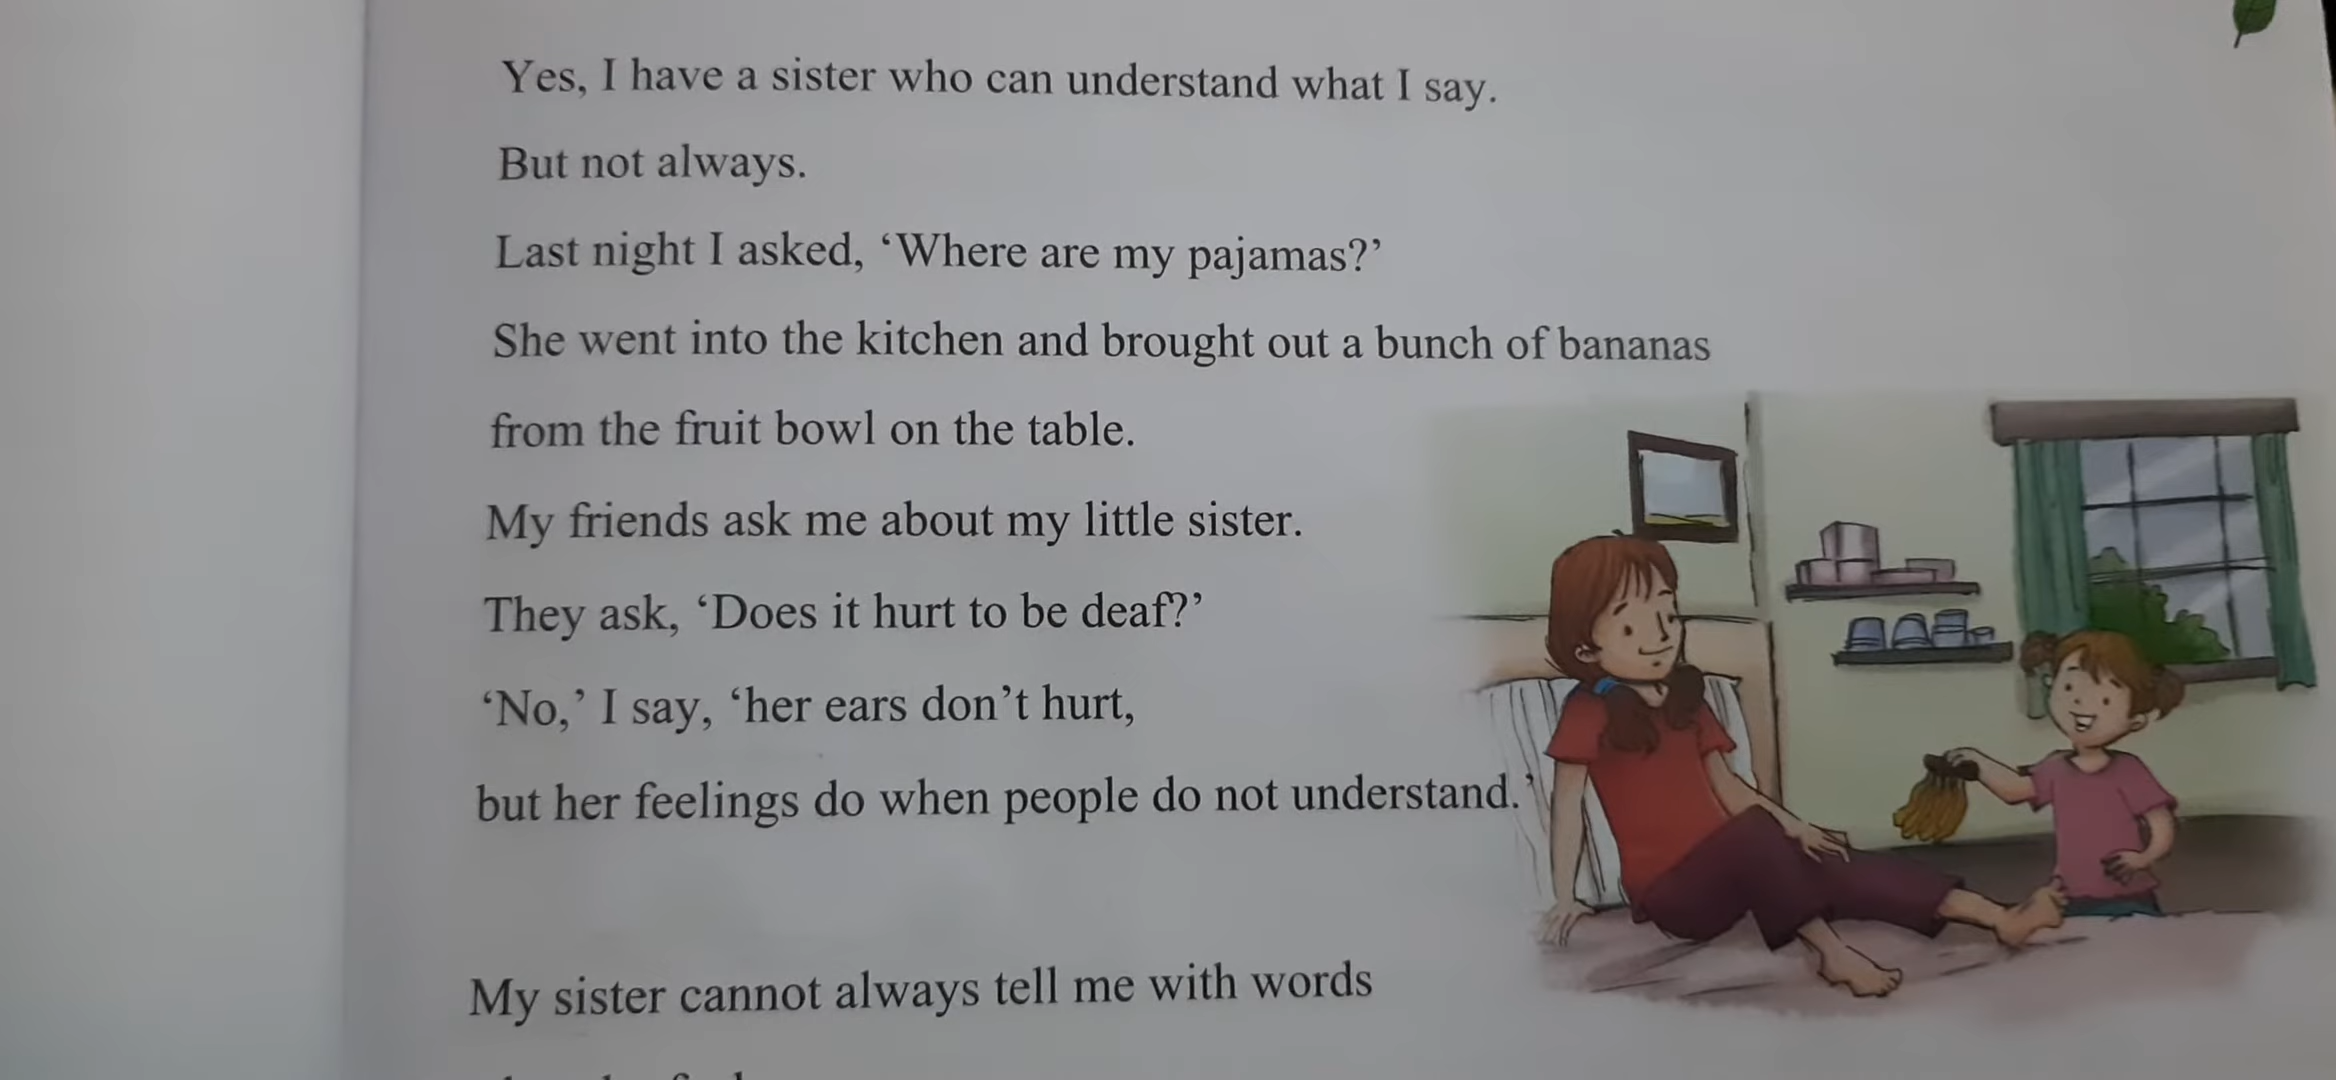 Yes, I have a sister who can understand what I say.
But not always.
Last night I asked, ‘Where are my pajamas?’
She went into the kitchen and brought out a bunch of bananas
from the fruit bowl on the table.
My friends ask me about my little sister.
They ask, ‘Does it hurt to be deaf?’
‘No,’ I say, ‘her ears don’t hurt,
but her feelings do when people do not understand.’
My sister cannot always tell me with words